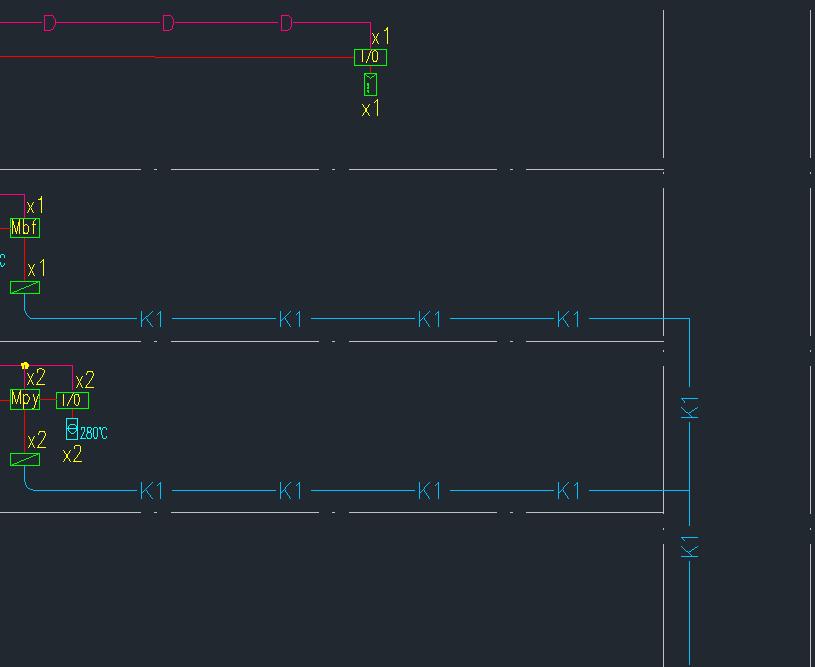 D D D
x1
I/O
x1
x1
Mbf
x1
K1 K1 K1 K1
x2 x2
Mpy I/O
K1
280℃
x2 x2
K1 K1 K1 K1
K1